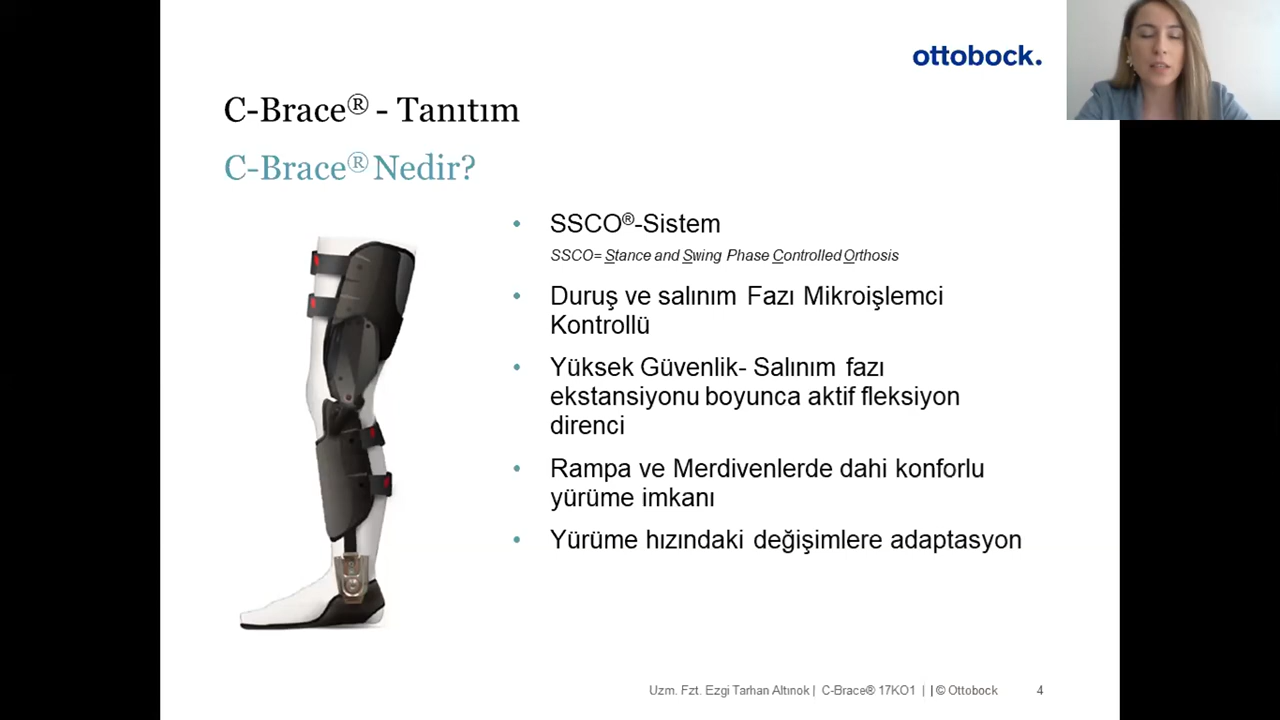 ottobock.
C-Brace® - Tanıtım
C-Brace® Nedir?
• SSCO®-Sistem
SSCO= Stance and Swing Phase Controlled Orthosis
• Duruş ve salınım Fazı Mikroişlemci
Kontrollü
• Yüksek Güvenlik- Salınım fazı
ekstansiyonu boyunca aktif fleksiyon
direnci
• Rampa ve Merdivenlerde dahi konforlu
yürüme imkanı
• Yürüme hızındaki değişimlere adaptasyon
Uzm. Fzt. Ezgi Tarhan Altınok | C-Brace® 17KO1 | | © Ottobock 4